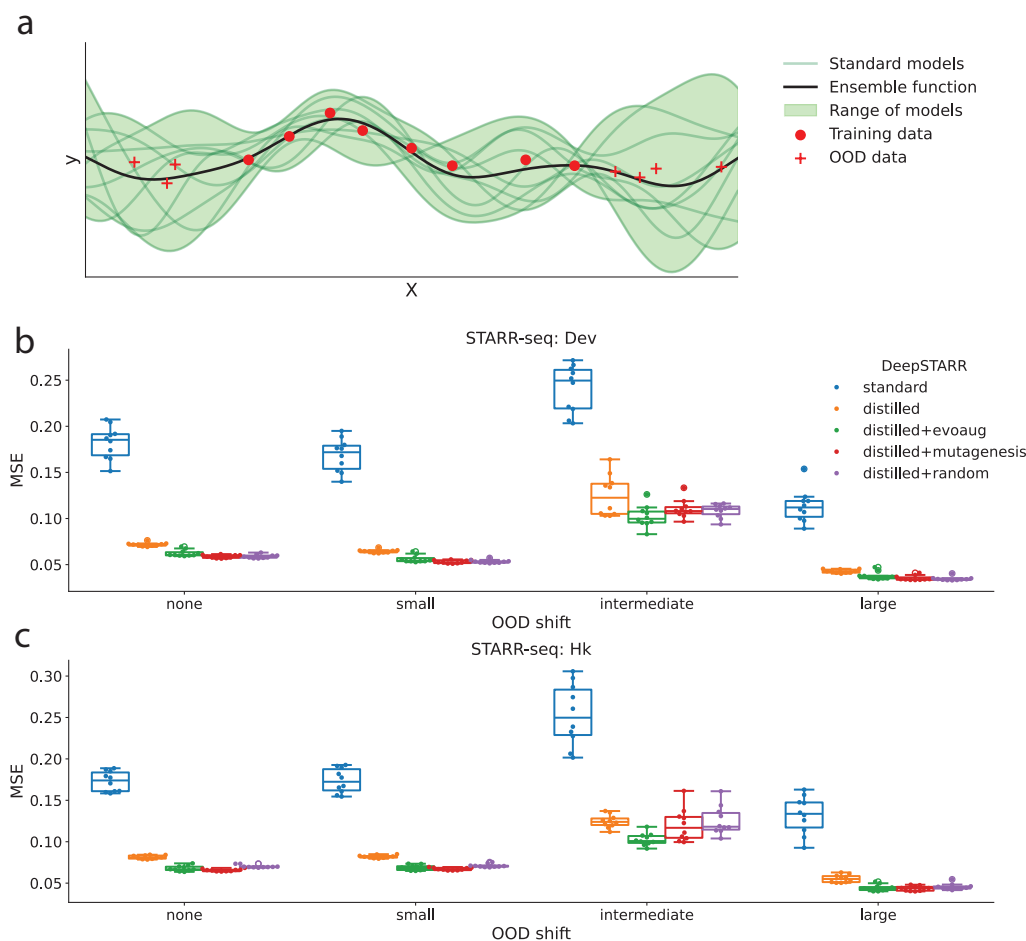 a
y
X
Standard models
Ensemble function
Range of models
Training data
OOD data
b
STARR-seq: Dev
MSE
0.25
0.20
0.15
0.10
0.05
none
small
intermediate
large
OOD shift
DeepSTARR
standard
distilled
distilled+evoaug
distilled+mutagenesis
distilled+random
c
STARR-seq: Hk
MSE
0.30
0.25
0.20
0.15
0.10
0.05
none
small
intermediate
large
OOD shift